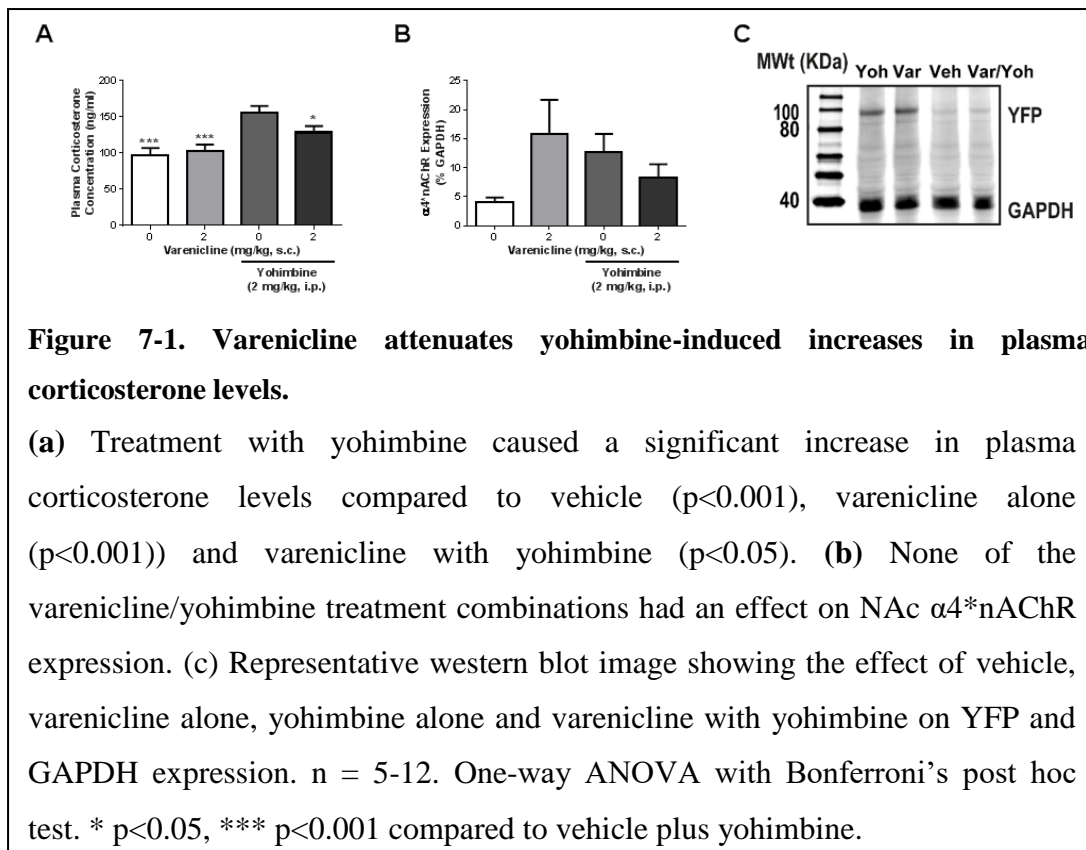 A
B
C
Plasma Corticosterone
Concentration (ng/ml)
200
150
100
50
0
***
***
*
0
2
0
2
Varenicline (mg/kg, s.c.)
Yohimbine
(2 mg/kg, i.p.)
α4*nAChR Expression
(% GAPDH)
25
20
15
10
5
0
0
2
0
2
Varenicline (mg/kg, s.c.)
Yohimbine
(2 mg/kg, i.p.)
MWt (KDa)
Yoh Var Veh Var/Yoh
100
80
40
YFP
GAPDH
Figure 7-1. Varenicline attenuates yohimbine-induced increases in plasma
corticosterone levels.
(a) Treatment with yohimbine caused a significant increase in plasma
corticosterone levels compared to vehicle (p<0.001), varenicline alone
(p<0.001)) and varenicline with yohimbine (p<0.05). (b) None of the
varenicline/yohimbine treatment combinations had an effect on NAc α4*nAChR
expression. (c) Representative western blot image showing the effect of vehicle,
varenicline alone, yohimbine alone and varenicline with yohimbine on YFP and
GAPDH expression. n = 5-12. One-way ANOVA with Bonferroni’s post hoc
test. * p<0.05, *** p<0.001 compared to vehicle plus yohimbine.